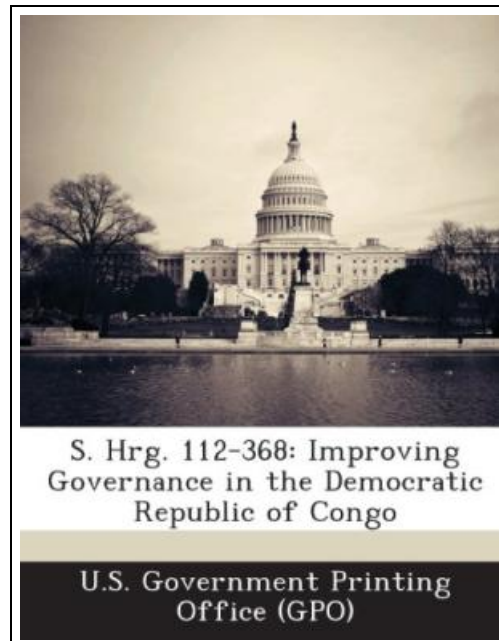 S. Hrg. 112-368: Improving
Governance in the Democratic
Republic of Congo
U.S. Government Printing
Office (GPO)